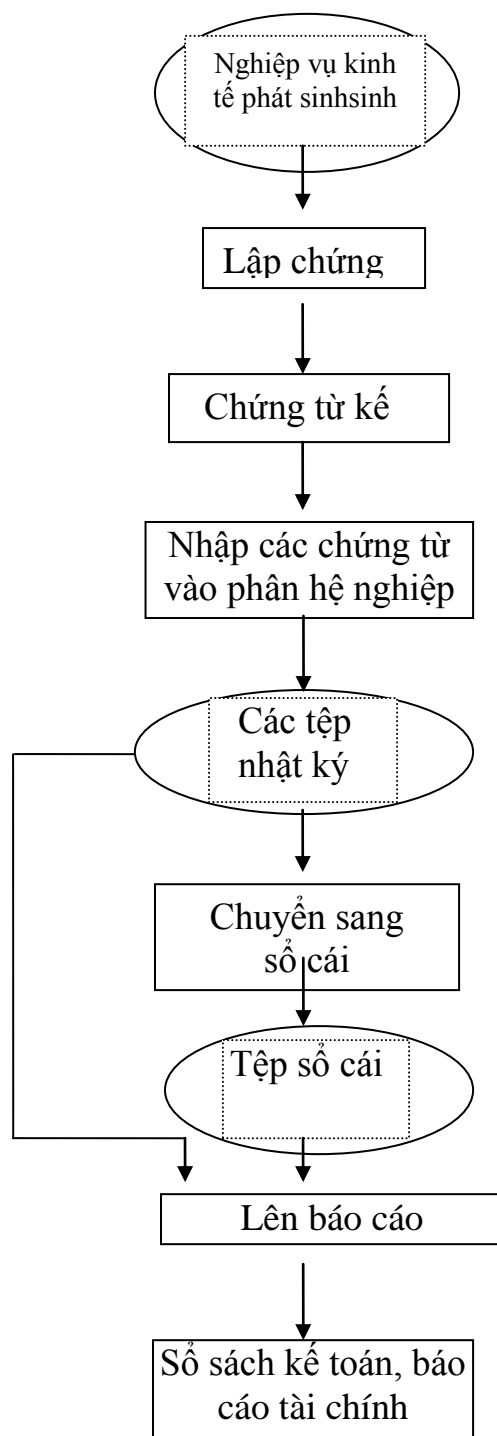 Nghiệp vụ kinh
tế phát sinhsinh
Lập chứng
Chứng từ kế
Nhập các chứng từ
vào phân hệ nghiệp
Các tệp
nhật ký
Chuyển sang
sổ cái
Tệp sổ cái
Lên báo cáo
Sổ sách kế toán, báo
cáo tài chính